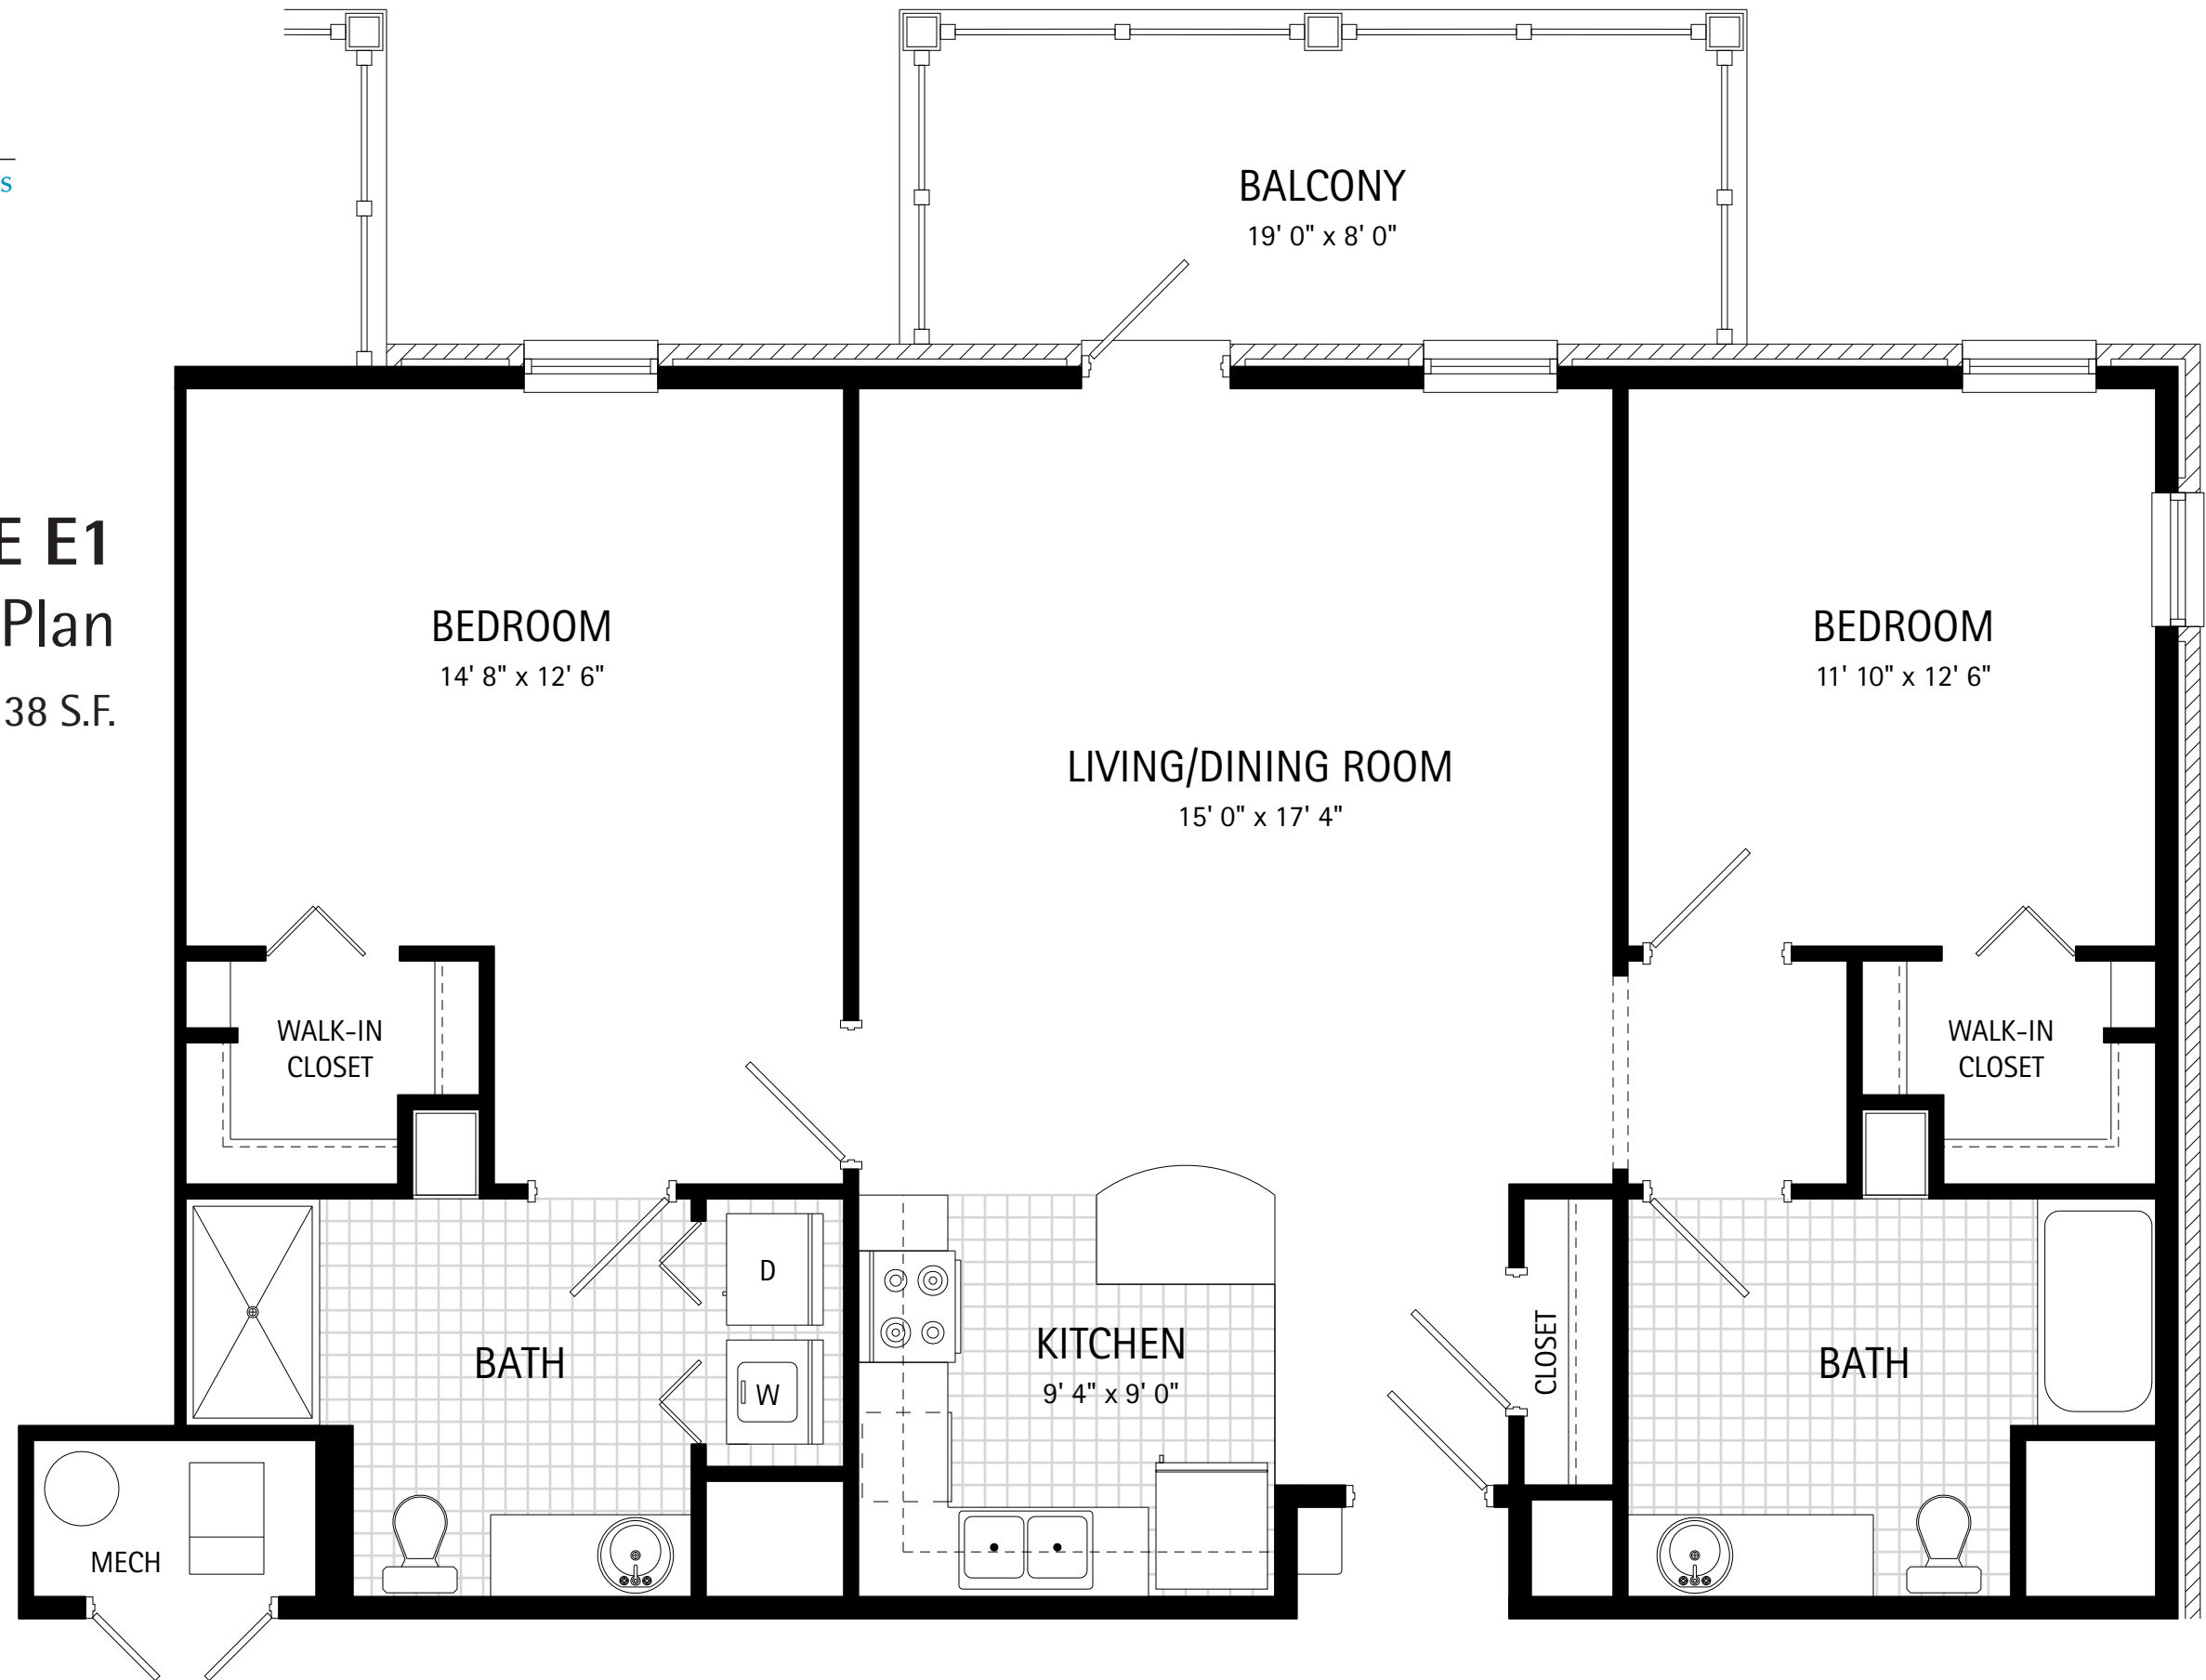 s
E E1
Plan
38 S.F.
BALCONY
19' 0" x 8' 0"
BEDROOM
14' 8" x 12' 6"
LIVING/DINING ROOM
15' 0" x 17' 4"
BEDROOM
11' 10" x 12' 6"
WALK-IN
CLOSET
WALK-IN
CLOSET
D
W
BATH
KITCHEN
9' 4" x 9' 0"
CLOSET
BATH
MECH